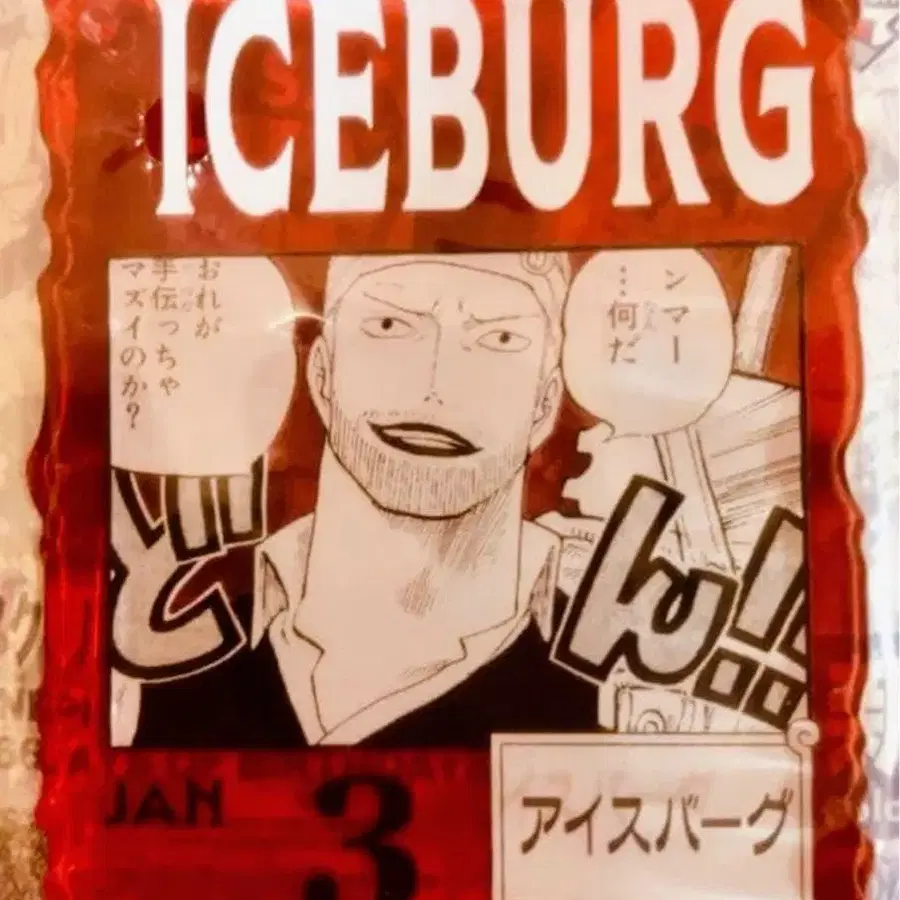 ICEBURG
ンマー
…何だ
おれが
手伝っちゃ
マズイのか?
どん!!
JAN
3
アイスバーグ